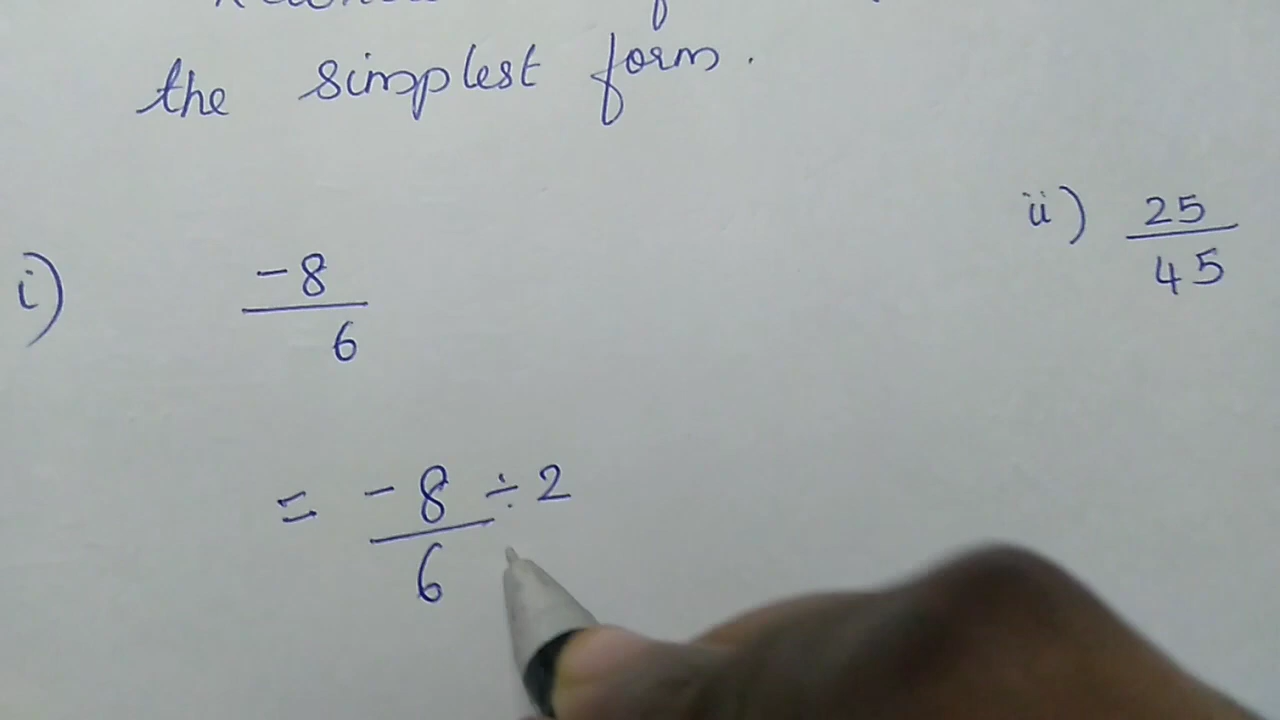 the simplest form.
i) -8/6
ii) 25/45
= -8 ÷ 2
6